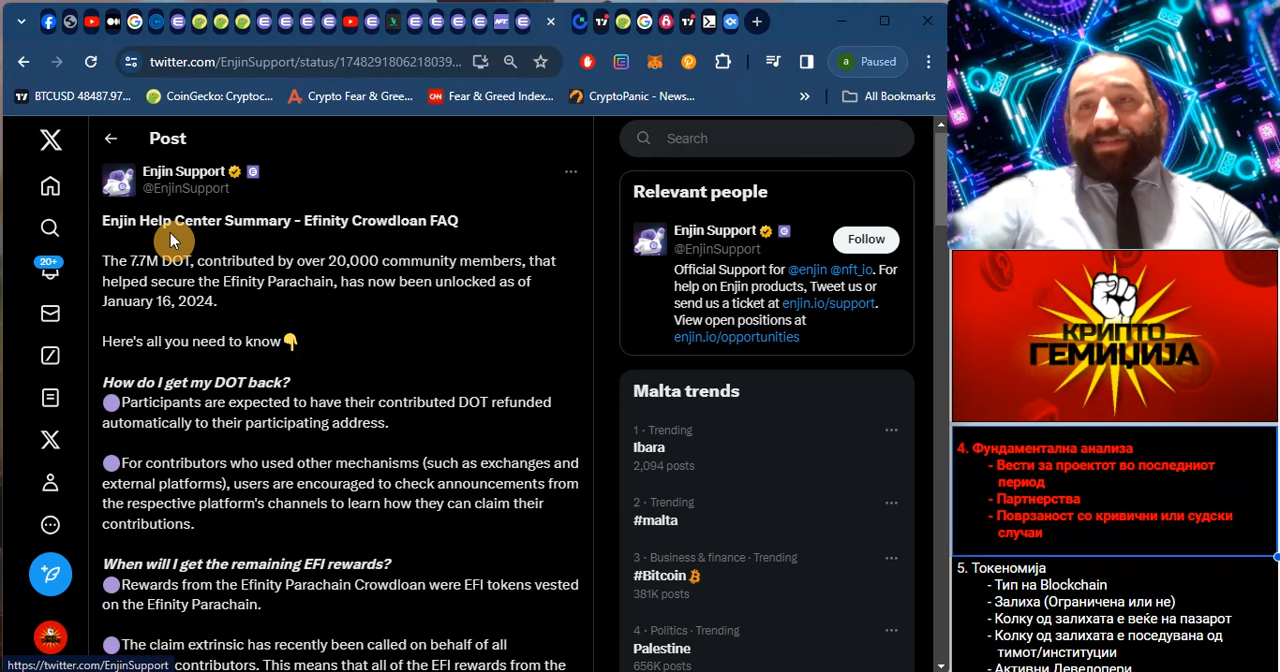 twitter.com/EnjinSupport/status/1748291806218039...
a Paused
BTCUSD 48487.97...
CoinGecko: Cryptoc...
Crypto Fear & Gree...
Fear & Greed Index...
CryptoPanic - News...
All Bookmarks
Post
Search
Enjin Support
@EnjinSupport
Enjin Help Center Summary - Efinity Crowdloan FAQ
The 7.7M DOT, contributed by over 20,000 community members, that
helped secure the Efinity Parachain, has now been unlocked as of
January 16, 2024.
Here's all you need to know
How do I get my DOT back?
Participants are expected to have their contributed DOT refunded
automatically to their participating address.
For contributors who used other mechanisms (such as exchanges and
external platforms), users are encouraged to check announcements from
the respective platform's channels to learn how they can claim their
contributions.
When will I get the remaining EFI rewards?
Rewards from the Efinity Parachain Crowdloan were EFI tokens vested
on the Efinity Parachain.
The claim extrinsic has recently been called on behalf of all
contributors. This means that all of the EFI rewards from the
https://twitter.com/EnjinSupport
20+
Relevant people
Enjin Support
@EnjinSupport
Follow
Official Support for @enjin @nft_io. For
help on Enjin products, Tweet us or
send us a ticket at enjin.io/support.
View open positions at
enjin.io/opportunities
Malta trends
1 · Trending
Ibara
2,094 posts
2 · Trending
#malta
3 · Business & finance · Trending
#Bitcoin
381K posts
4 · Politics · Trending
Palestine
656K posts
КРИПТО
ГЕМИЏИЈА
4. Фундаментална анализа
- Вести за проектот во последниот
период
- Партнерства
- Поврзаност со кривични или судски
случаи
5. Токеномија
- Тип на Blockchain
- Залиха (Ограничена или не)
- Колку од залихата е веќе на пазарот
- Колку од залихата е поседувана од
тимот/институции
- Активни Девелопери